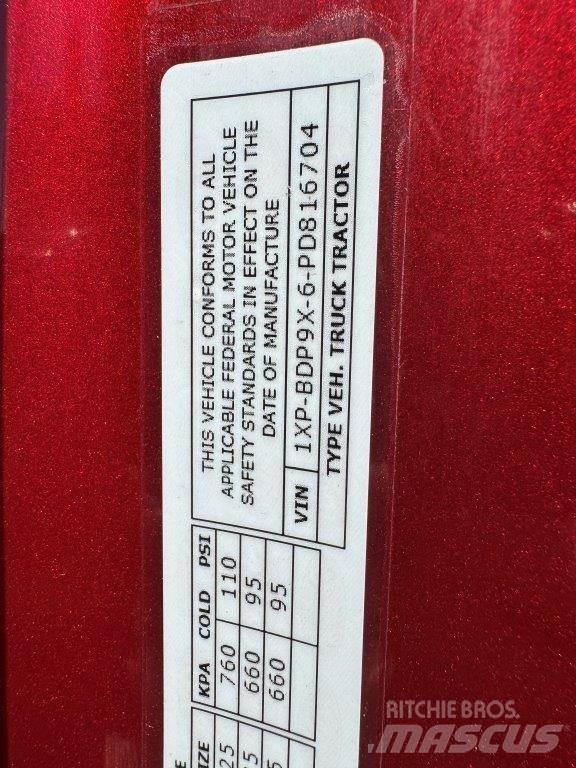 THIS VEHICLE CONFORMS TO ALL
APPLICABLE FEDERAL MOTOR VEHICLE
SAFETY STANDARDS IN EFFECT ON THE
DATE OF MANUFACTURE
VIN 1XP-BDP9X-6-PD816704
TYPE VEH. TRUCK TRACTOR
KPA COLD PSI
760 110
660 95
660 95
RITCHIE BROS.
MASCUS